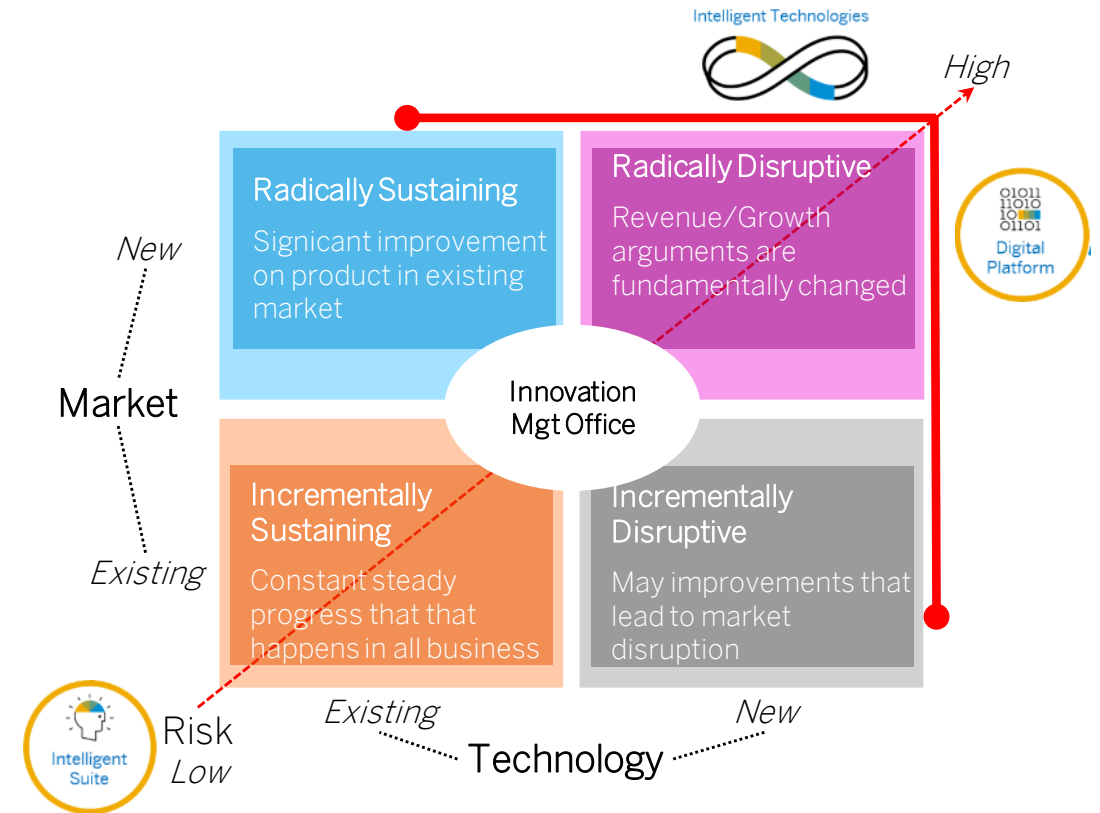 Intelligent Technologies
High
Radically Sustaining
Signicant improvement
on product in existing
market
Radically Disruptive
Revenue/Growth
arguments are
fundamentally changed
01011
11010
10
01101
Digital
Platform
New
Market
Existing
Innovation
Mgt Office
Incrementally
Sustaining
Constant steady
progress that that
happens in all business
Incrementally
Disruptive
May improvements that
lead to market
disruption
Intelligent
Suite
Risk
Low
Existing
New
Technology